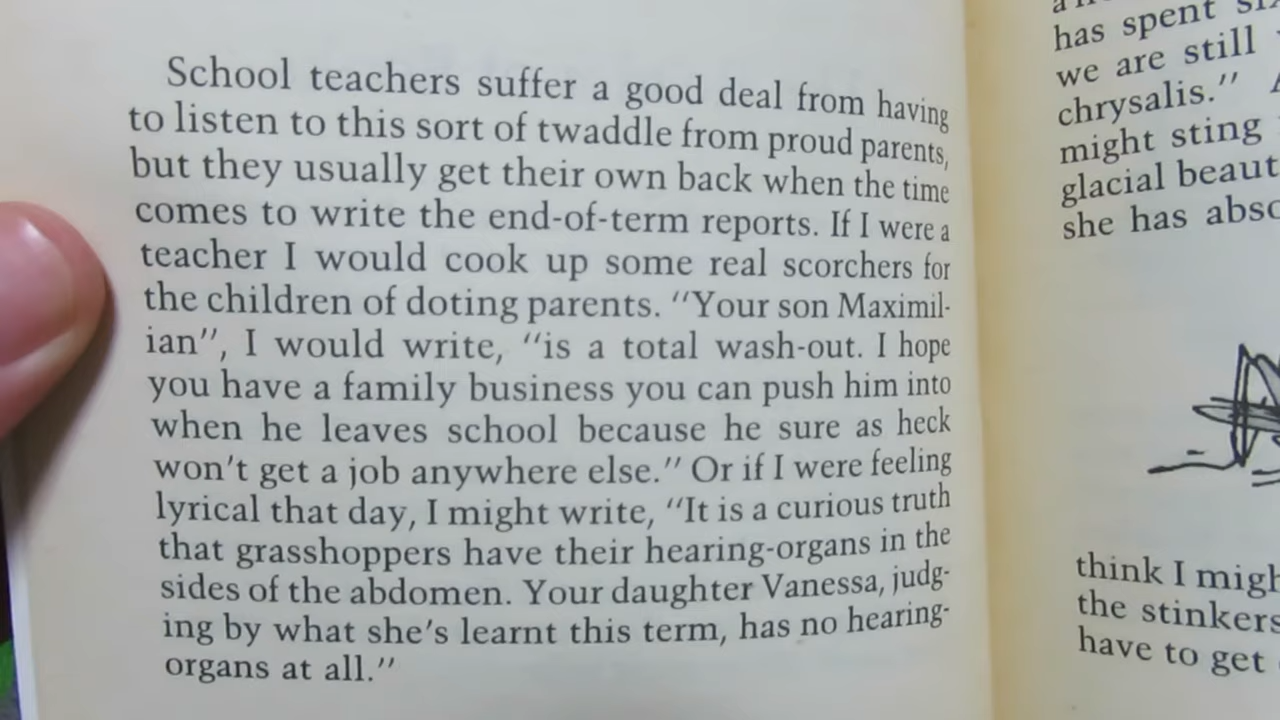 School teachers suffer a good deal from having
to listen to this sort of twaddle from proud parents,
but they usually get their own back when the time
comes to write the end-of-term reports. If I were a
teacher I would cook up some real scorchers for
the children of doting parents. “Your son Maximil-
ian”, I would write, “is a total wash-out. I hope
you have a family business you can push him into
when he leaves school because he sure as heck
won't get a job anywhere else.” Or if I were feeling
lyrical that day, I might write, “It is a curious truth
that grasshoppers have their hearing-organs in the
sides of the abdomen. Your daughter Vanessa, judg-
ing by what she's learnt this term, has no hearing-
organs at all.”
has spent
we are still
chrysalis.”
might sting
glacial
she has
think I
the stinkers
have to get